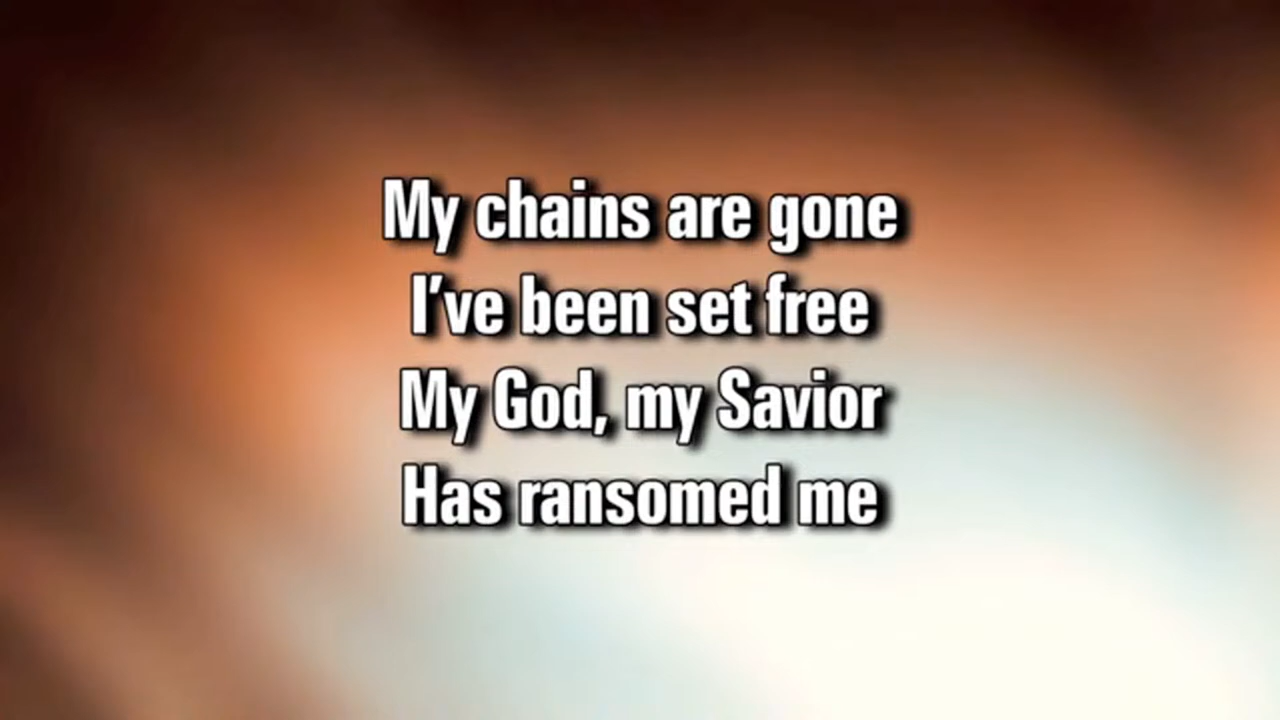 My chains are gone
I've been set free
My God, my Savior
Has ransomed me